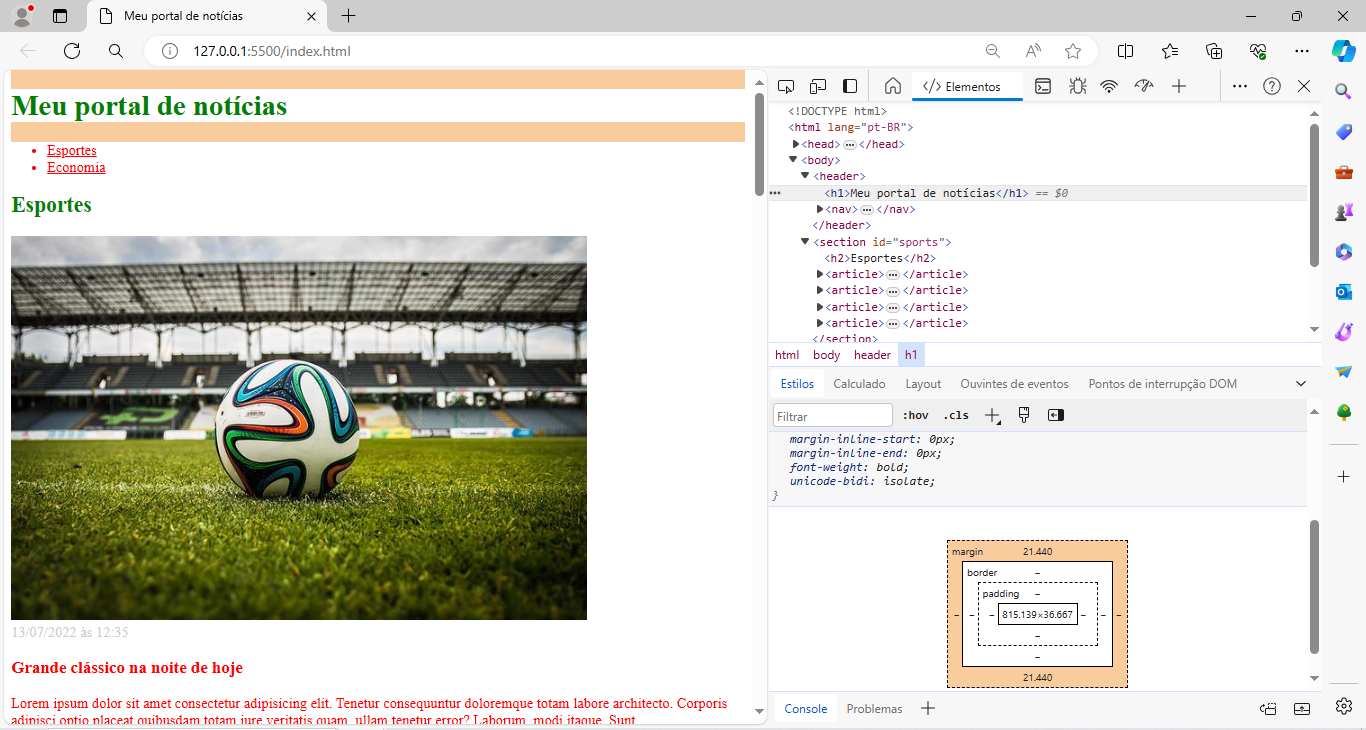 Meu portal de notícias
127.0.0.1:5500/index.html
Meu portal de notícias
Esportes
Economia
Esportes
13/07/2022 às 12:35
Grande clássico na noite de hoje
Lorem ipsum dolor sit amet consectetur adipisicing elit. Tenetur consequuntur doloremque totam labore architecto. Corporis
adipisci optio placeat quibusdam totam iure veritatis quam, ullam tenetur error? Laborum, modi itaque. Sunt
</> Elementos
<!DOCTYPE html>
<html lang="pt-BR">
<head> ... </head>
<body>
<header>
... <h1>Meu portal de notícias</h1> == $0
<nav> ... </nav>
</header>
<section id="sports">
<h2>Esportes</h2>
<article> ... </article>
<article> ... </article>
<article> ... </article>
<article> ... </article>
</section>
html body header h1
Estilos Calculado Layout Ouvintes de eventos Pontos de interrupção DOM
Filtrar :hov .cls
margin-inline-start: 0px;
margin-inline-end: 0px;
font-weight: bold;
unicode-bidi: isolate;
}
margin 21.440
border –
padding –
– – – 815.139×36.667 – – –
–
–
21.440
Console Problemas